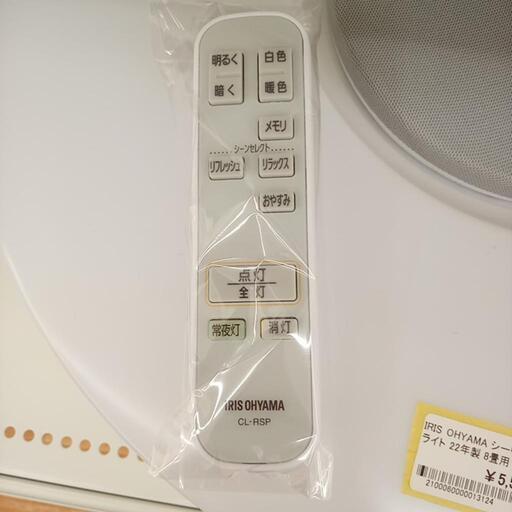 明るく
白色
暗く
暖色
メモリ
シーンセレクト
リフレッシュ
リラックス
おやすみ
点灯
全灯
常夜灯
消灯
IRIS OHYAMA
CL-RSP
IRIS OHYAMA シー
ライト 22年製 8畳用
¥5,5
2100060000013124